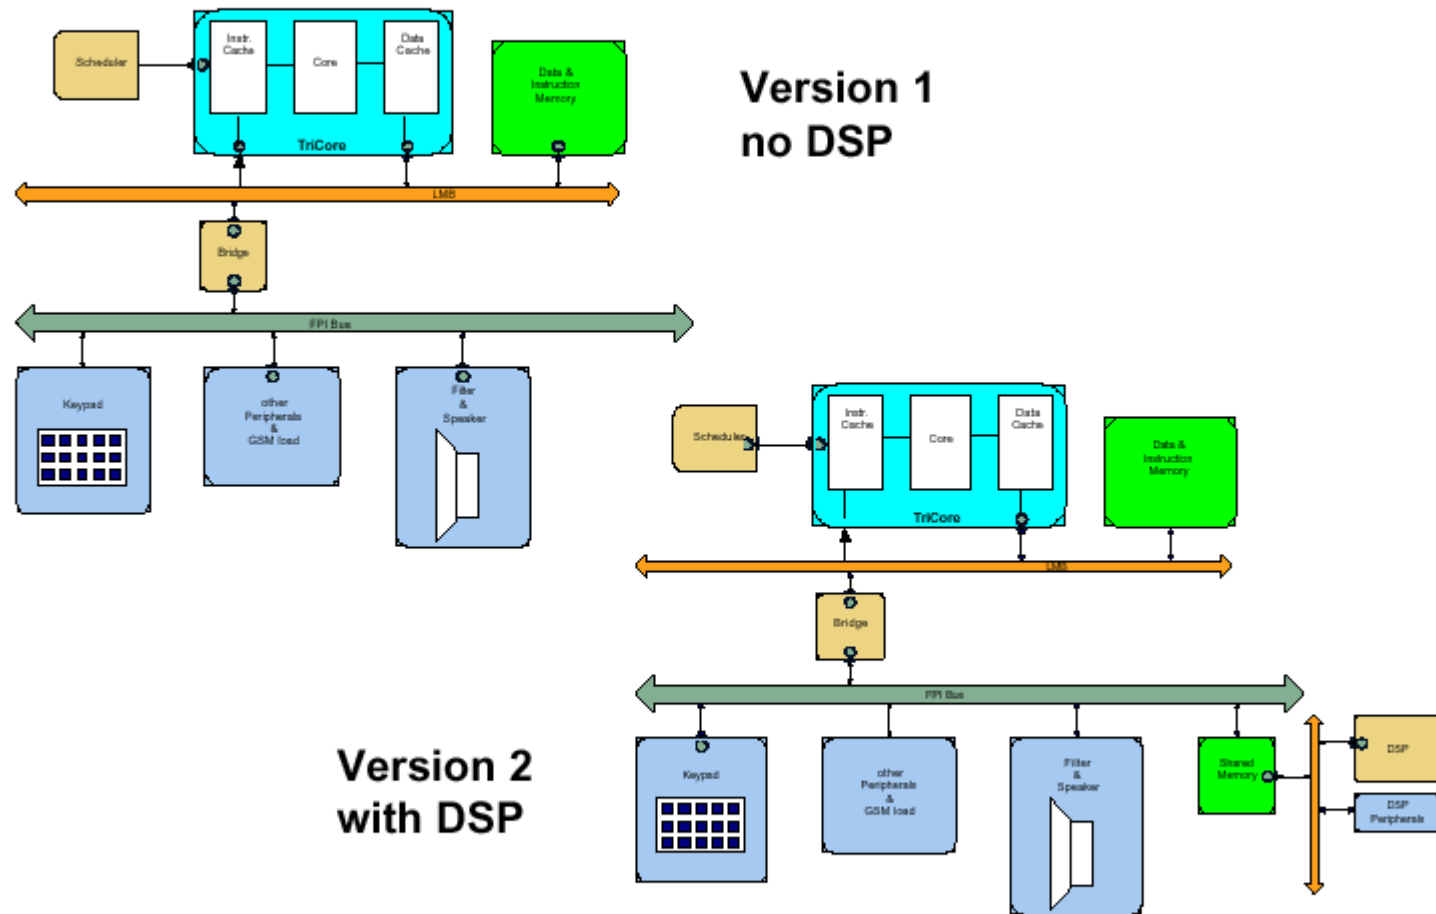 Scheduler
Instr.
Cache
Core
Data
Cache
TriCore
Data &
Instruction
Memory
Version 1
no DSP
LMB
Bridge
FPI Bus
Keypad
other
Peripherals
&
GSM load
Filter
&
Speaker
Scheduler
Instr.
Cache
Core
Data
Cache
TriCore
Data &
Instruction
Memory
LMB
Bridge
FPI Bus
Version 2
with DSP
Keypad
other
Peripherals
&
GSM load
Filter
&
Speaker
Shared
Memory
DSP
DSP
Peripherals